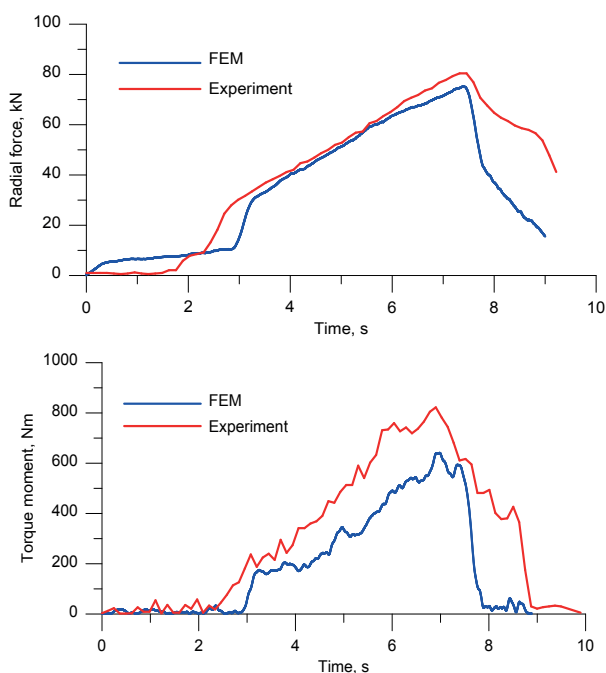 100
80
60
40
20
0
Radial force, kN
FEM
Experiment
0 2 4 6 8 10
Time, s
1000
800
600
400
200
0
Torque moment, Nm
FEM
Experiment
0 2 4 6 8 10
Time, s